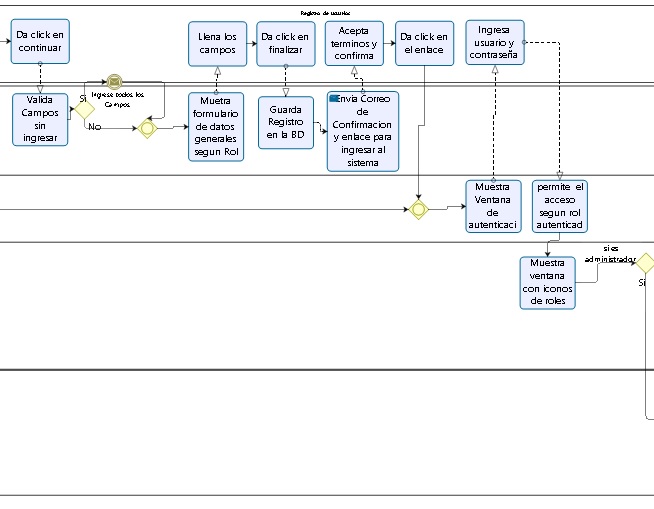 Registro de usuarios
Da click en
continuar
Llena los
campos
Da click en
finalizar
Acepta
terminos y
confirma
Da click en
el enlace
Ingresa
usuario y
contraseña
Valida
Campos
sin
ingresar
Si
Ingrese todos los
Campos
No
Muetra
formulario
de datos
generales
segun Rol
Guarda
Registro
en la BD
Envia Correo
de
Confirmacion
y enlace para
ingresar al
sistema
Muestra
Ventana
de
autenticaci
permite el
acceso
segun rol
autenticad
Muestra
ventana
con iconos
de roles
si es
administrador
Si